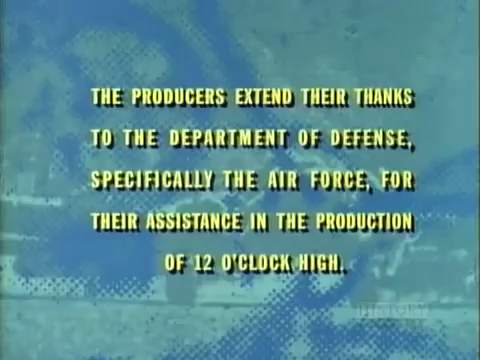 THE PRODUCERS EXTEND THEIR THANKS
TO THE DEPARTMENT OF DEFENSE,
SPECIFICALLY THE AIR FORCE, FOR
THEIR ASSISTANCE IN THE PRODUCTION
OF 12 O'CLOCK HIGH.
HISTORY